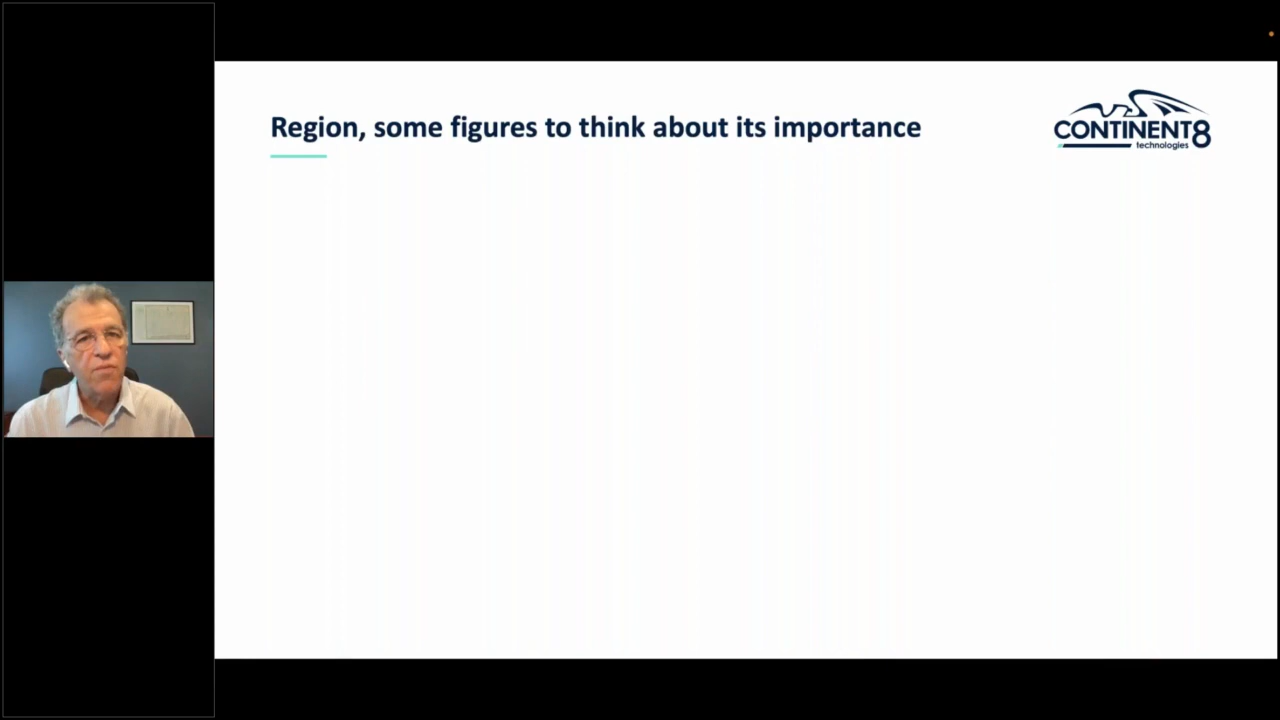 Region, some figures to think about its importance
CONTINENT8
technologies